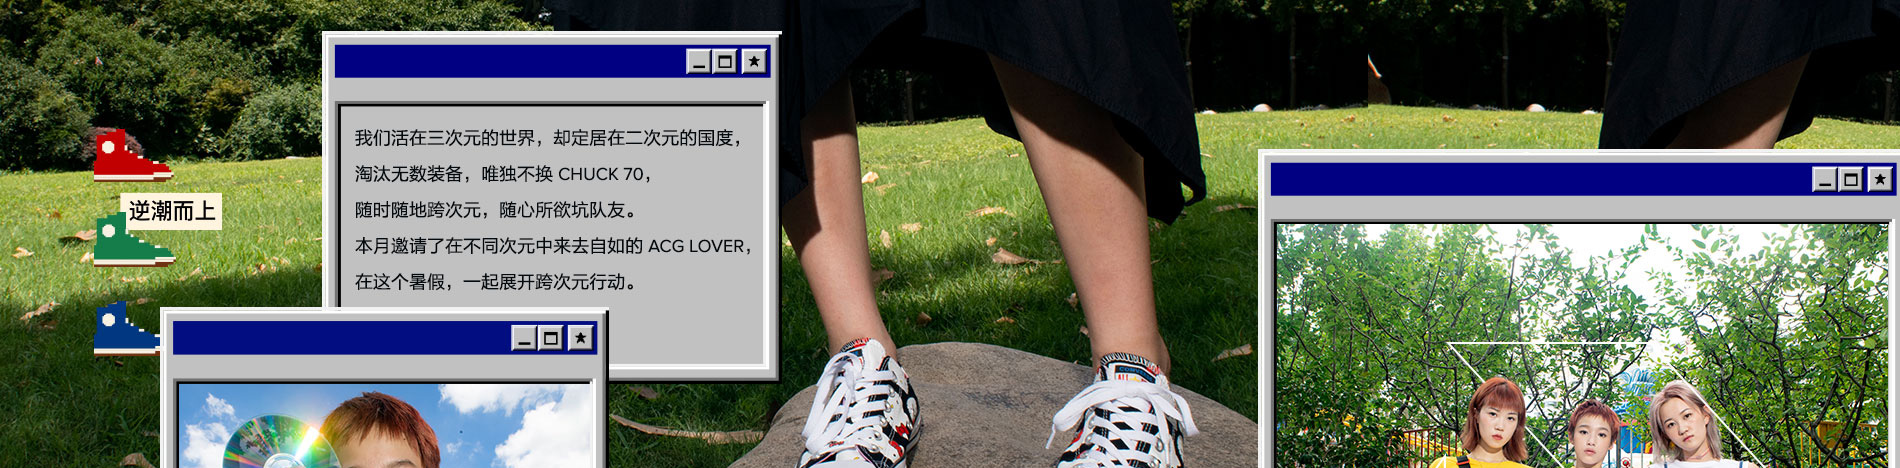 我们活在三次元的世界，却定居在二次元的国度，
淘汰无数装备，唯独不换 CHUCK 70，
随时随地跨次元，随心所欲坑队友。
本月邀请了在不同次元中来去自如的 ACG LOVER，
在这个暑假，一起展开跨次元行动。
逆潮而上